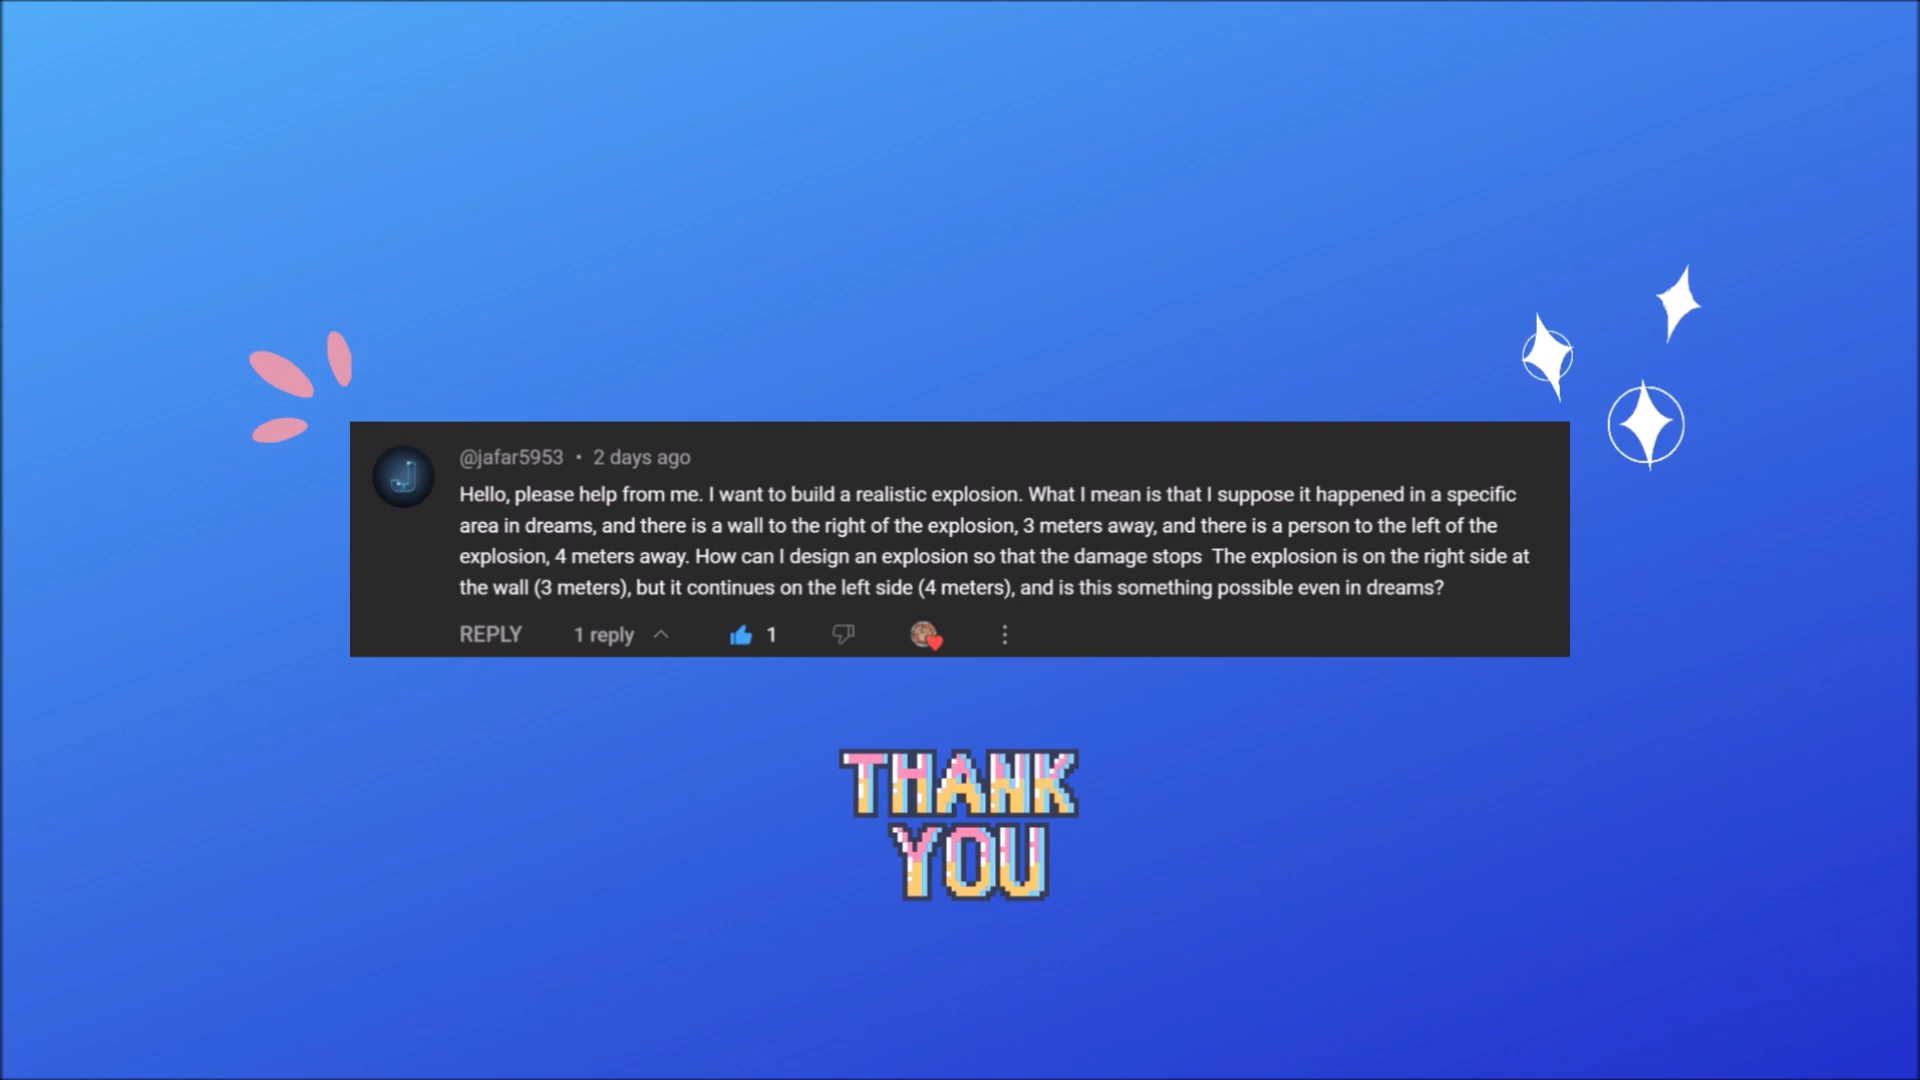 @jafar5953 • 2 days ago
Hello, please help from me. I want to build a realistic explosion. What I mean is that I suppose it happened in a specific
area in dreams, and there is a wall to the right of the explosion, 3 meters away, and there is a person to the left of the
explosion, 4 meters away. How can I design an explosion so that the damage stops  The explosion is on the right side at
the wall (3 meters), but it continues on the left side (4 meters), and is this something possible even in dreams?
REPLY 1 reply 1
THANK
YOU